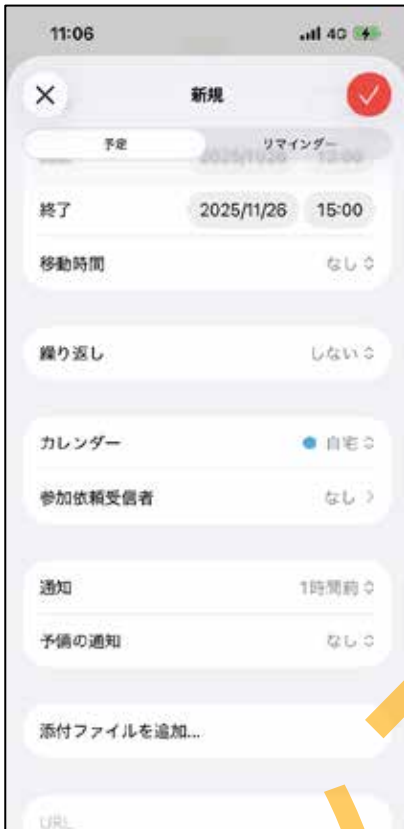 11:06 4G
新規
予定 リマインダー
終了 2025/11/26 15:00
移動時間 なし
繰り返し しない
カレンダー 自宅
参加依頼受信者 なし
通知 1時間前
予備の通知 なし
添付ファイルを追加...
URL